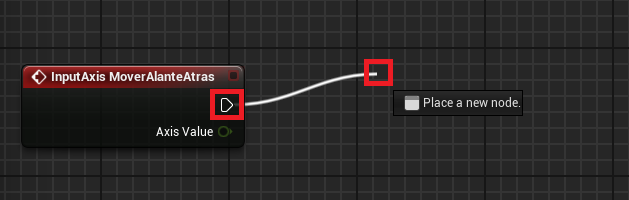 InputAxis MoverAlanteAtras
Place a new node.
Axis Value